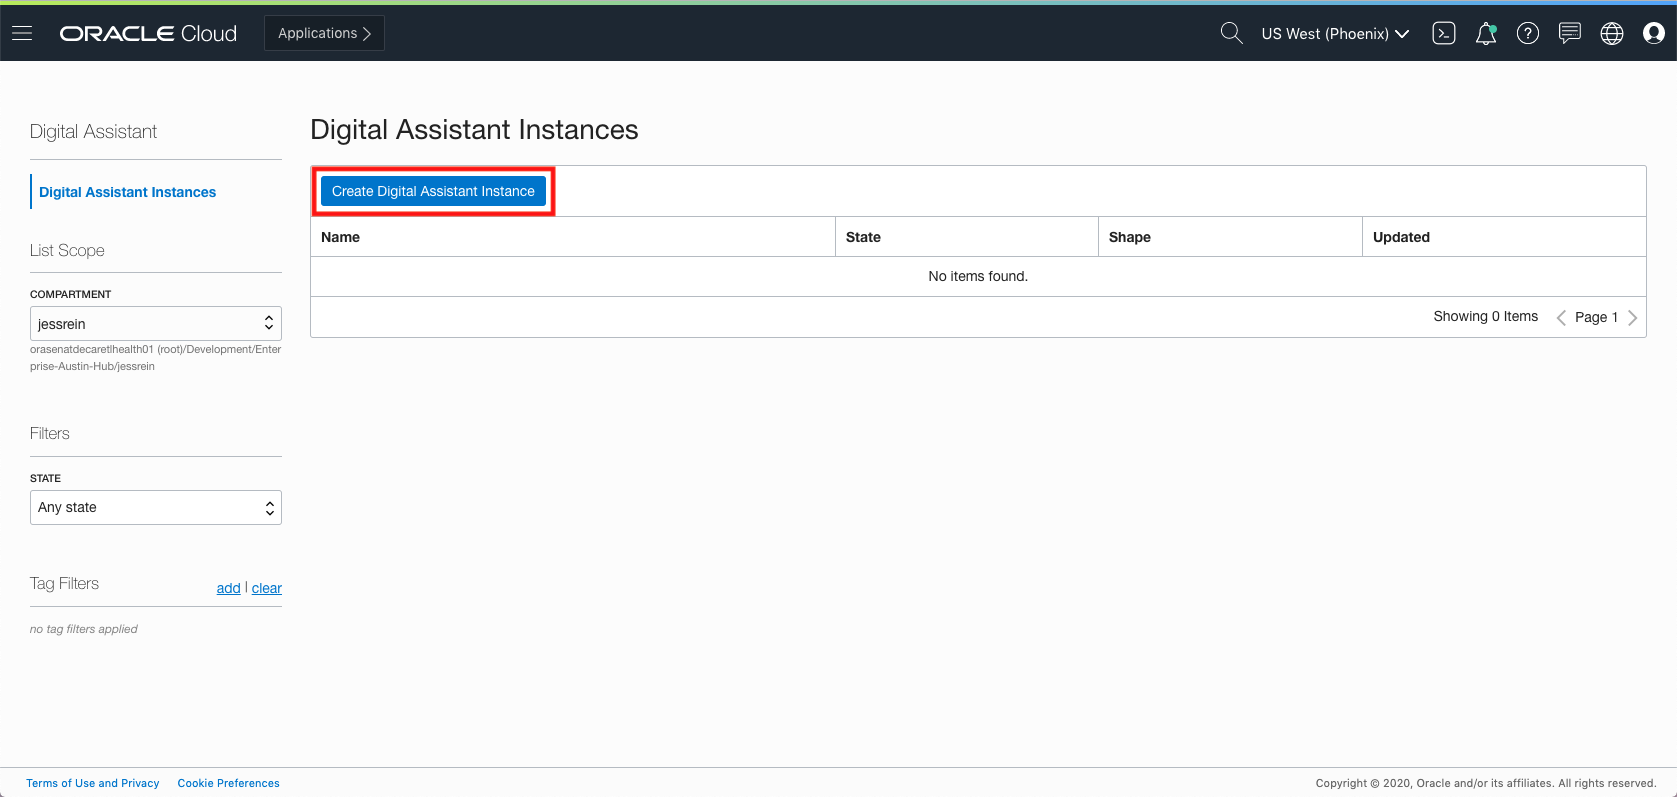 ORACLE Cloud
Applications
US West (Phoenix)
Digital Assistant
Digital Assistant Instances
List Scope
COMPARTMENT
jessrein
orasenatdecaretlhealth01 (root)/Development/Enter
prise-Austin-Hub/jessrein
Filters
STATE
Any state
Tag Filters
add | clear
no tag filters applied
Digital Assistant Instances
Create Digital Assistant Instance
Name State Shape Updated
No items found.
Showing 0 Items Page 1
Terms of Use and Privacy Cookie Preferences
Copyright © 2020, Oracle and/or its affiliates. All rights reserved.